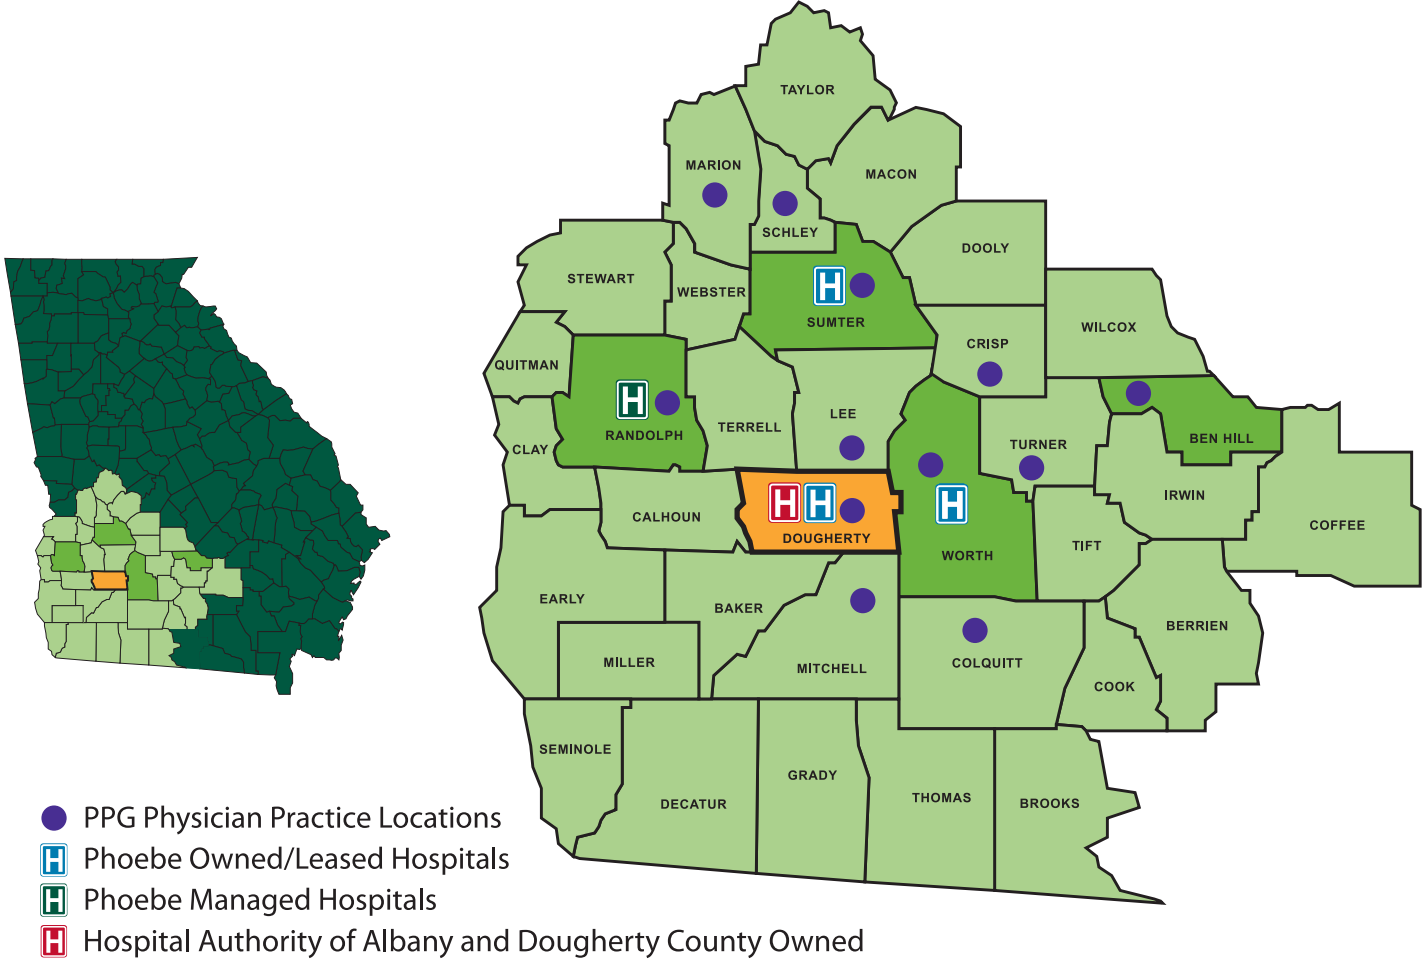 TAYLOR
MARION
MACON
SCHLEY
DOOLY
STEWART
WEBSTER
SUMTER
WILCOX
CRISP
QUITMAN
RANDOLPH
TERRELL
LEE
CLAY
TURNER
BEN HILL
IRWIN
CALHOUN
H
H
H
H
H
DOUGHERTY
WORTH
TIFT
COFFEE
EARLY
BAKER
BERRIEN
MILLER
MITCHELL
COLQUITT
COOK
SEMINOLE
GRADY
DECATUR
THOMAS
BROOKS
PPG Physician Practice Locations
H Phoebe Owned/Leased Hospitals
H Phoebe Managed Hospitals
H Hospital Authority of Albany and Dougherty County Owned